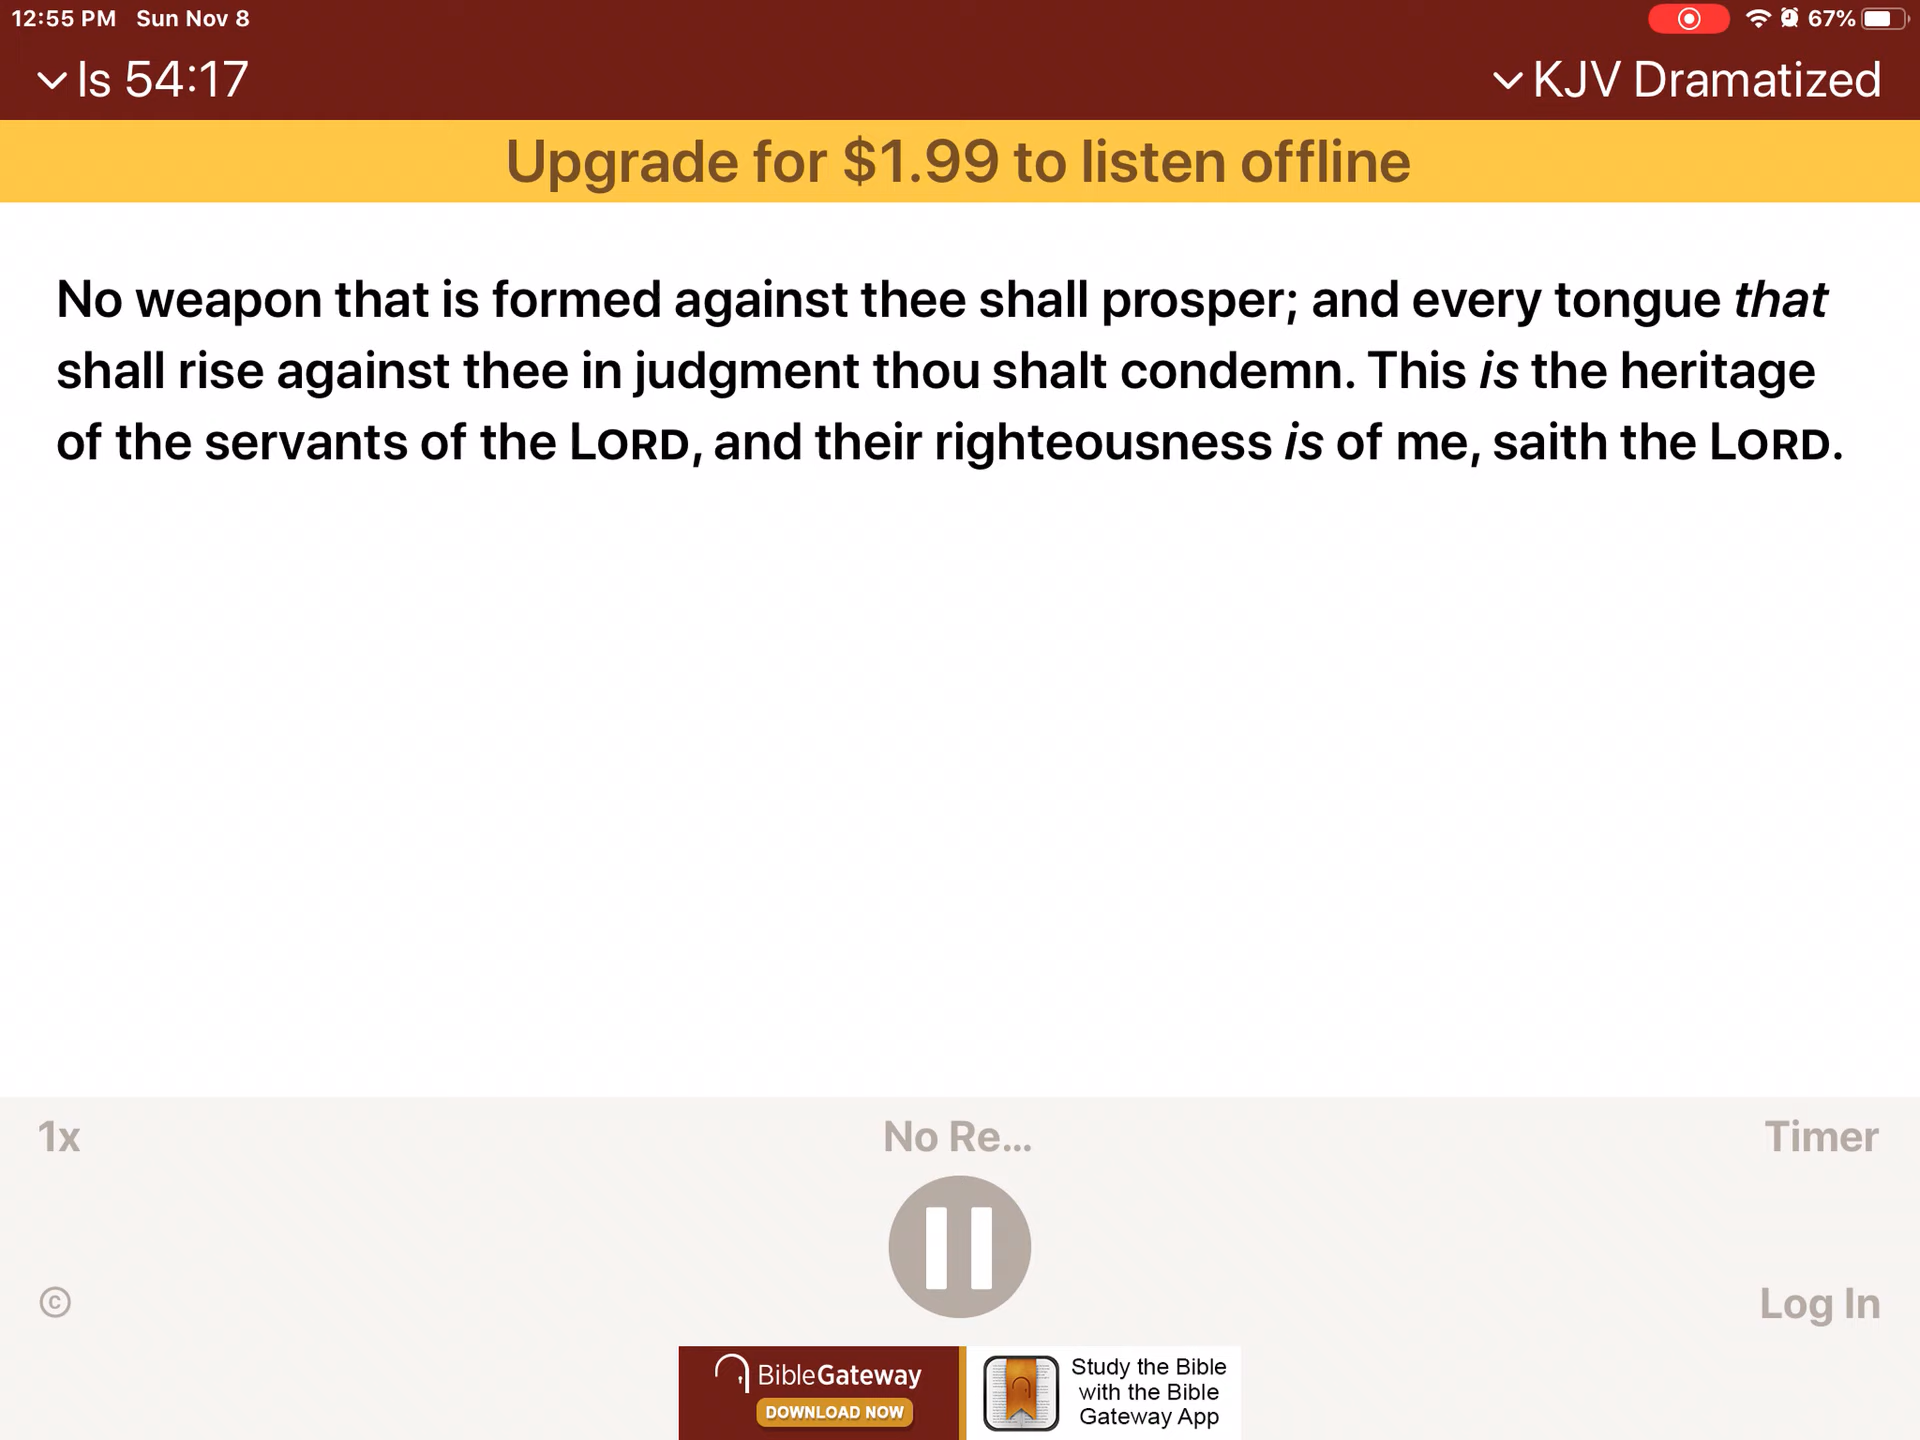 12:55 PM Sun Nov 8 67%
Is 54:17 KJV Dramatized
Upgrade for $1.99 to listen offline
No weapon that is formed against thee shall prosper; and every tongue that
shall rise against thee in judgment thou shalt condemn. This is the heritage
of the servants of the LORD, and their righteousness is of me, saith the LORD.
1x No Re... Timer
© Log In
BibleGateway
DOWNLOAD NOW
Study the Bible
with the Bible
Gateway App